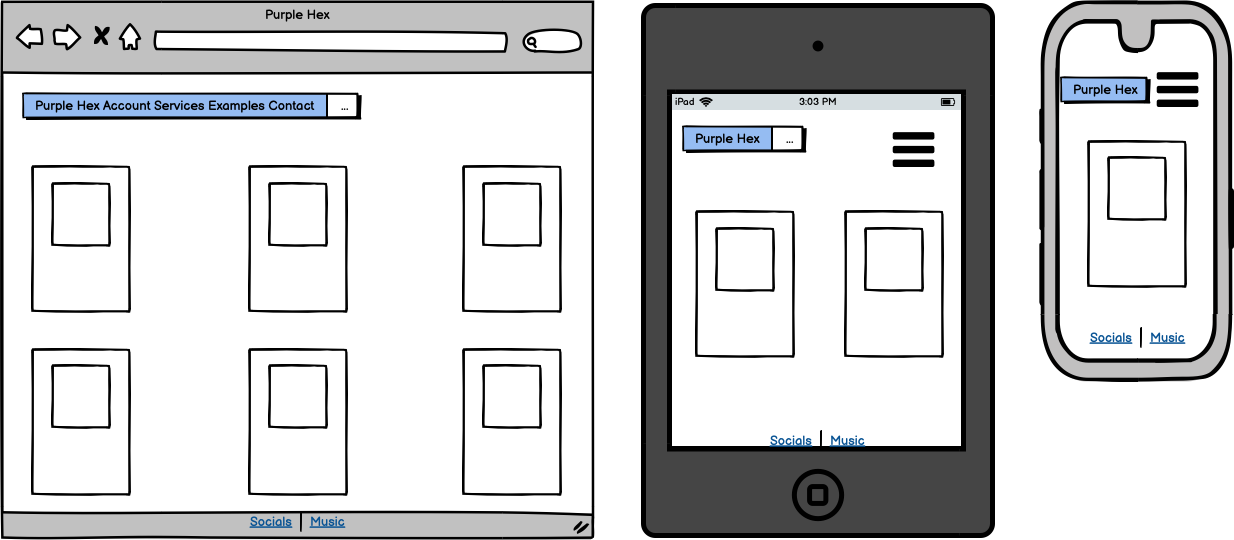 Purple Hex
Purple Hex Account Services Examples Contact ...
Socials Music
iPad 3:03 PM
Purple Hex ...
Socials Music
Purple Hex
Socials Music